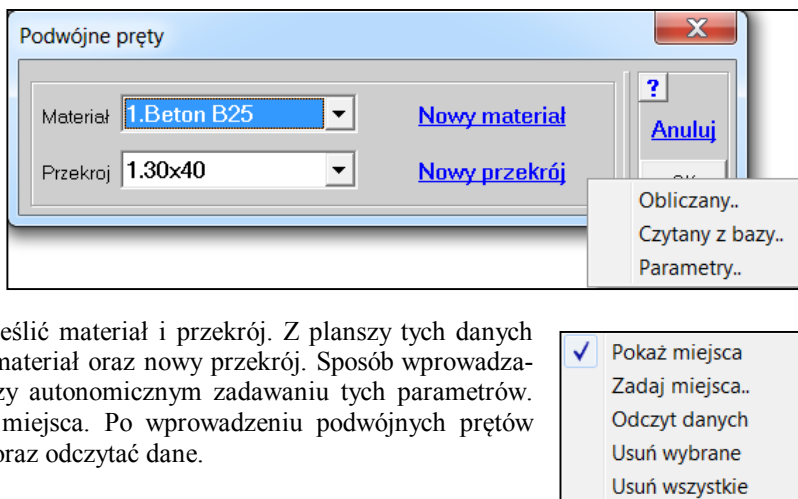 Podwójne pręty
Materiał 1.Beton B25 Nowy materiał
Przekroj 1.30x40 Nowy przekrój
?
Anuluj
Obliczany..
Czytany z bazy..
Parametry..
eślić materiał i przekrój. Z planszy tych danych
materiał oraz nowy przekrój. Sposób wprowadza-
zy autonomicznym zadawaniu tych parametrów.
miejsca. Po wprowadzeniu podwójnych prętów
oraz odczytać dane.
Pokaż miejsca
Zadaj miejsca..
Odczyt danych
Usuń wybrane
Usuń wszystkie